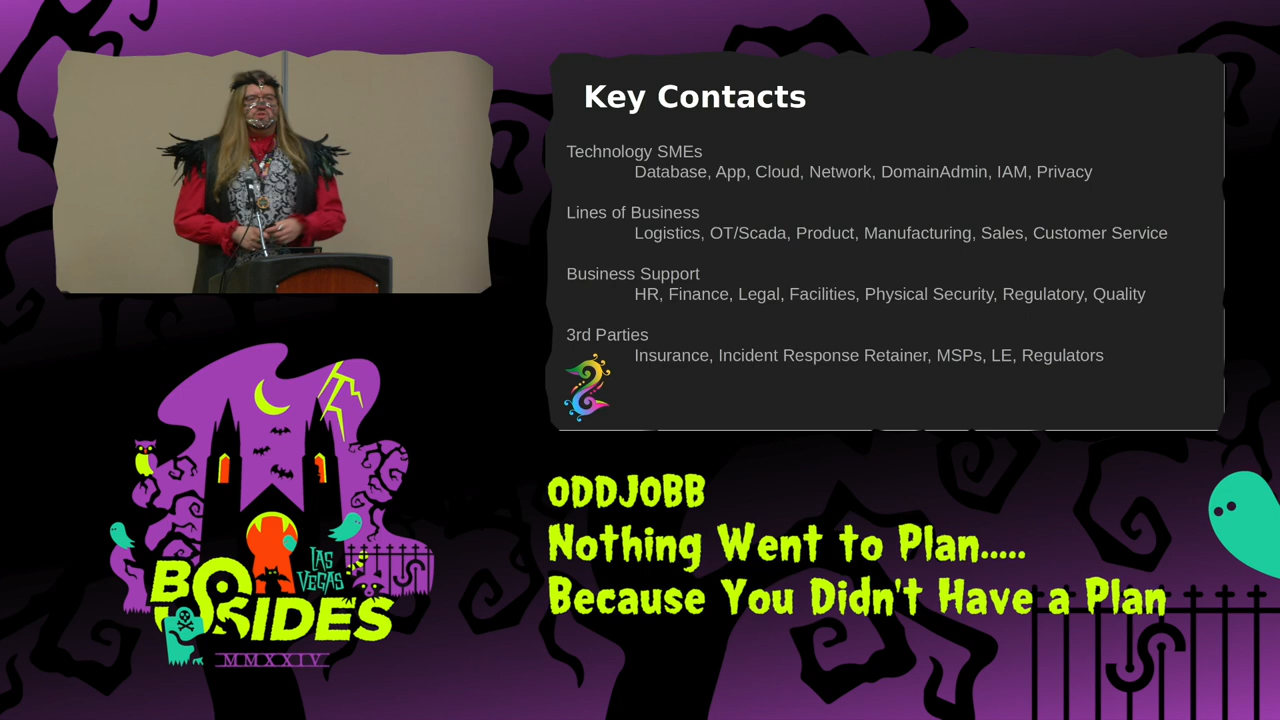 Key Contacts
Technology SMEs
Database, App, Cloud, Network, DomainAdmin, IAM, Privacy
Lines of Business
Logistics, OT/Scada, Product, Manufacturing, Sales, Customer Service
Business Support
HR, Finance, Legal, Facilities, Physical Security, Regulatory, Quality
3rd Parties
Insurance, Incident Response Retainer, MSPs, LE, Regulators
LAS
VEGAS
BSIDES
MMXXIV
ODDJOBB
Nothing Went to Plan.....
Because You Didn't Have a Plan